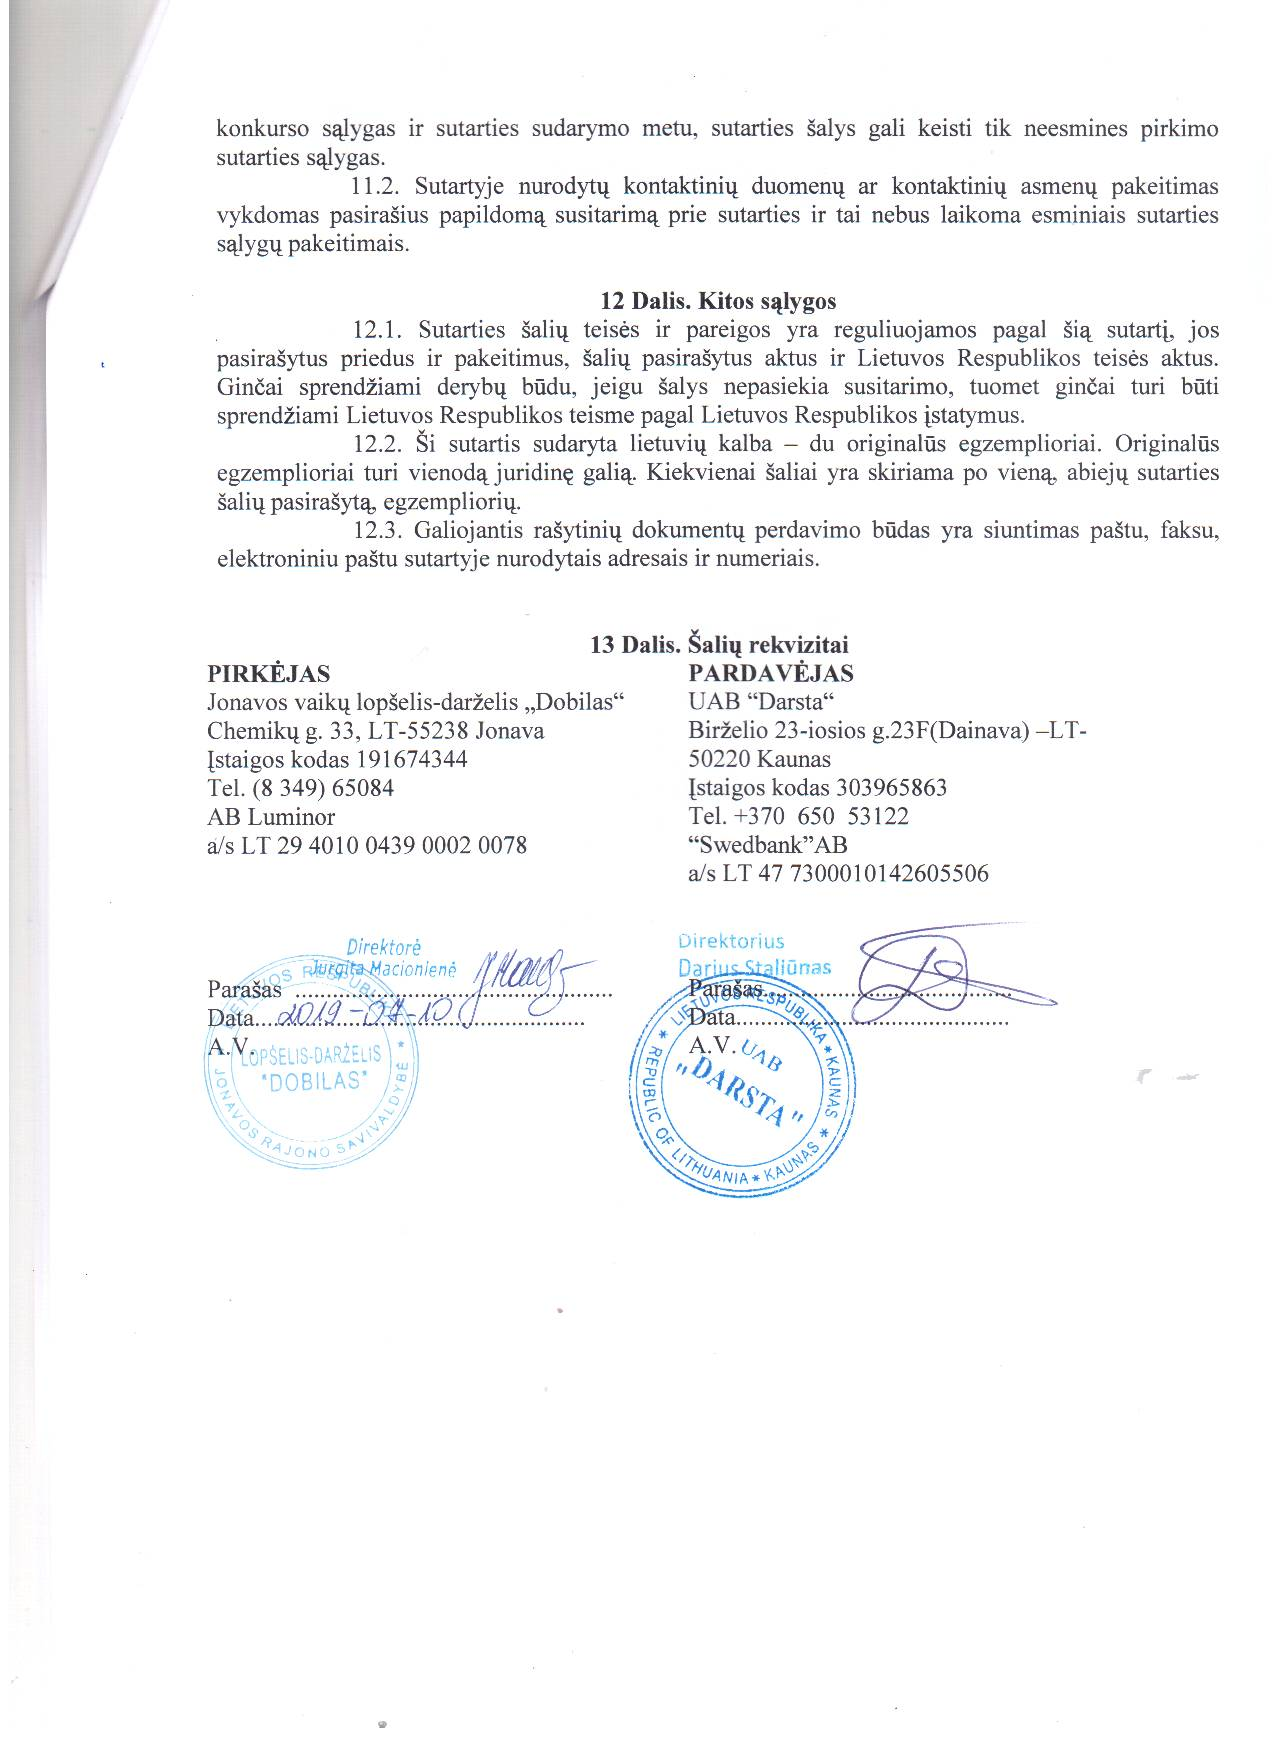 konkurso sąlygas ir sutarties sudarymo metu, sutarties šalys gali keisti tik neesmines pirkimo
sutarties sąlygas.
11.2. Sutartyje nurodytų kontaktinių duomenų ar kontaktinių asmenų pakeitimas
vykdomas pasirašius papildomą susitarimą prie sutarties ir tai nebus laikoma esminiais sutarties
sąlygų pakeitimais.
12 Dalis. Kitos sąlygos
12.1. Sutarties šalių teisės ir pareigos yra reguliuojamos pagal šią sutartį, jos
pasirašytus priedus ir pakeitimus, šalių pasirašytus aktus ir Lietuvos Respublikos teisės aktus.
Ginčai sprendžiami derybų būdu, jeigu šalys nepasiekia susitarimo, tuomet ginčai turi būti
sprendžiami Lietuvos Respublikos teisme pagal Lietuvos Respublikos įstatymus.
12.2. Ši sutartis sudaryta lietuvių kalba – du originalūs egzemplioriai. Originalūs
egzemplioriai turi vienodą juridinę galią. Kiekvienai šaliai yra skiriama po vieną, abiejų sutarties
šalių pasirašytą, egzempliorių.
12.3. Galiojantis rašytinių dokumentų perdavimo būdas yra siuntimas paštu, faksu,
elektroniniu paštu sutartyje nurodytais adresais ir numeriais.
13 Dalis. Šalių rekvizitai
PIRKĖJAS
Jonavos vaikų lopšelis-darželis „Dobilas“
Chemikų g. 33, LT-55238 Jonava
Įstaigos kodas 191674344
Tel. (8 349) 65084
AB Luminor
a/s LT 29 4010 0439 0002 0078
Direktorė
Jurgita Macionienė
Parašas ..................................................
Data.... 2019-07-10 ....................
A.V.
LOPŠELIS-DARŽELIS
"DOBILAS"
JONAVOS RAJONO SAVIVALDYBĖ *
PARDAVĖJAS
UAB “Darsta“
Birželio 23-iosios g.23F(Dainava) –LT-
50220 Kaunas
Įstaigos kodas 303965863
Tel. +370 650 53122
“Swedbank”AB
a/s LT 47 7300010142605506
Direktorius
Darius Staliūnas
Parašas........................................
Data...........................................
A.V.
UAB
„DARSTA"
* LIETUVOS RESPUBLIKA * KAUNAS *
REPUBLIC OF LITHUANIA * KAUNAS